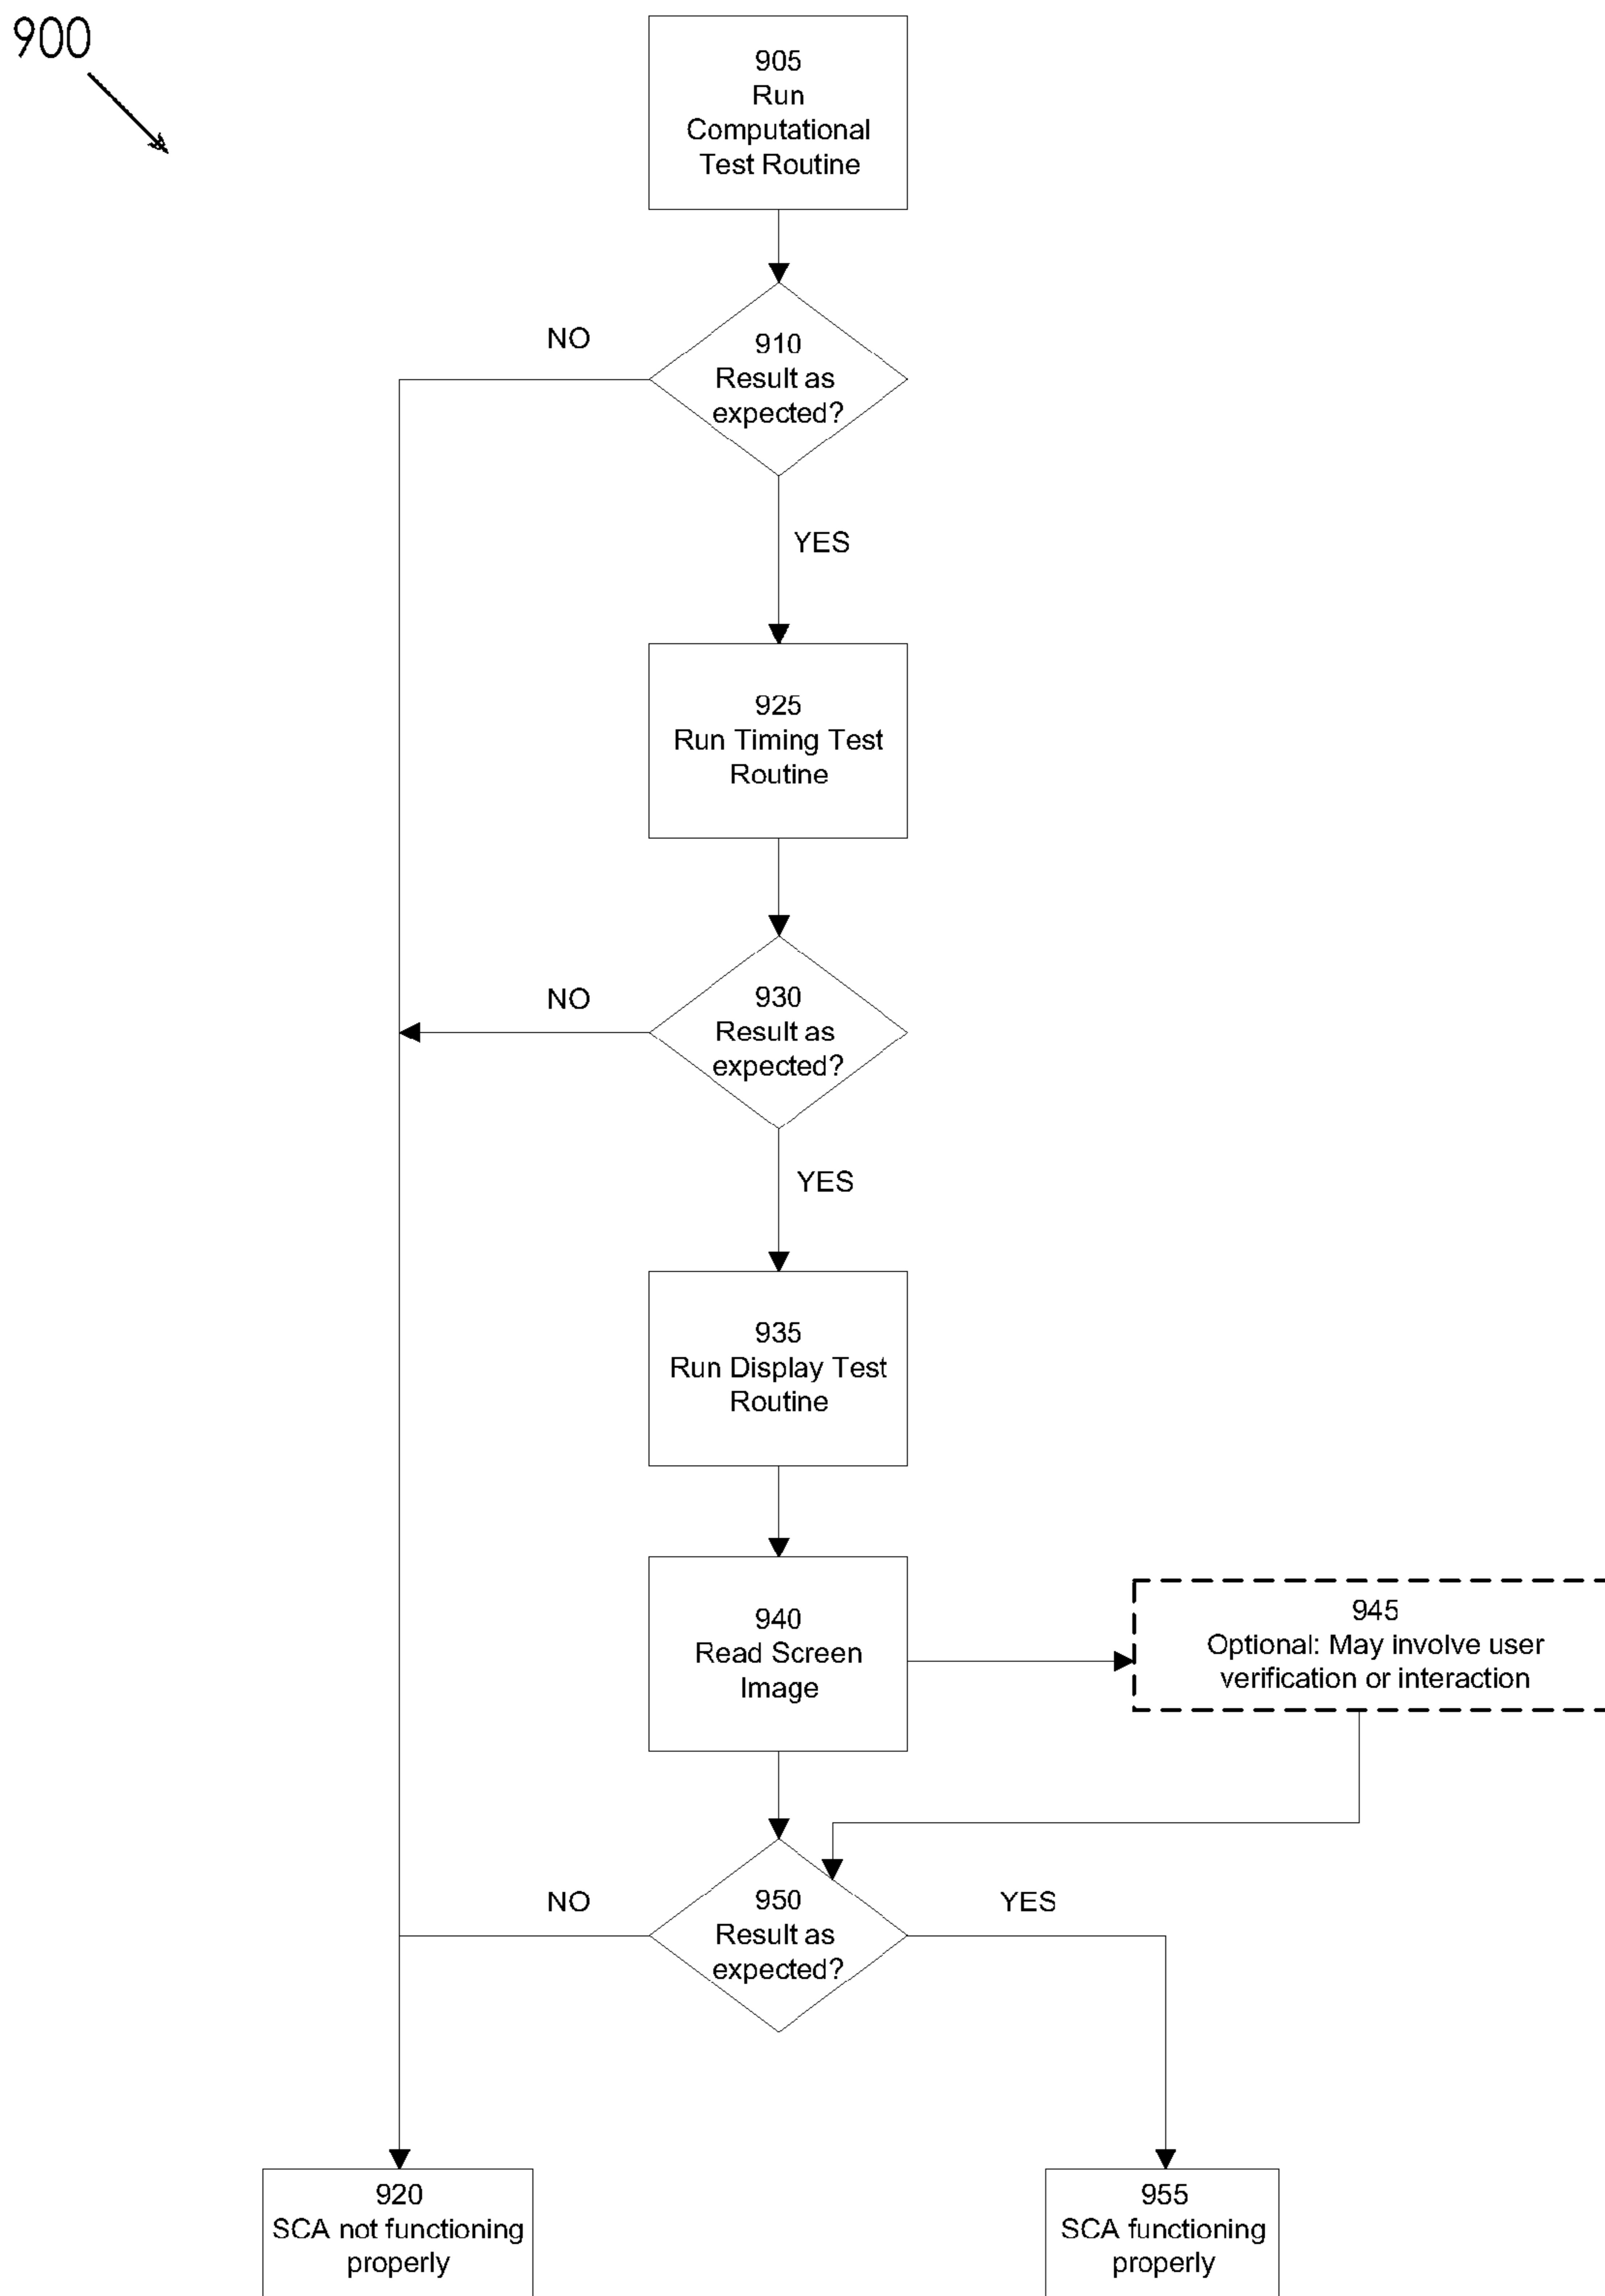 900
905
Run
Computational
Test Routine
NO
910
Result as
expected?
YES
925
Run Timing Test
Routine
NO
930
Result as
expected?
YES
935
Run Display Test
Routine
940
Read Screen
Image
945
Optional: May involve user
verification or interaction
NO
950
Result as
expected?
YES
920
SCA not functioning
properly
955
SCA functioning
properly